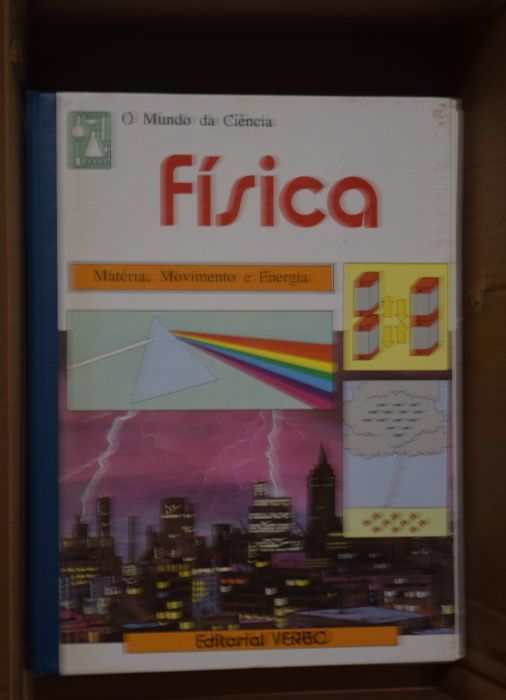 O Mundo da Ciência
Física
Matéria, Movimento e Energia
Editorial VERBO